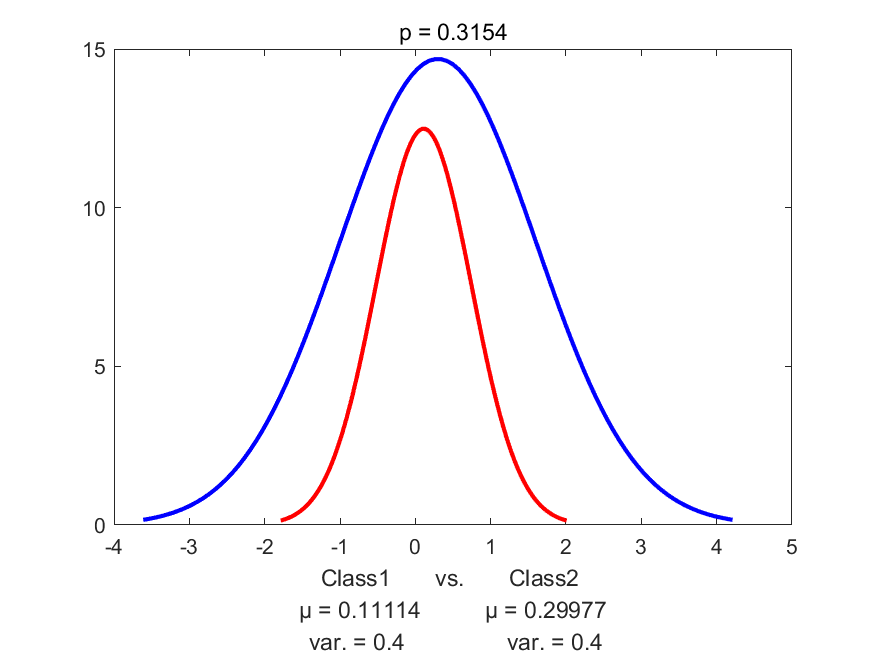 p = 0.3154
15
10
5
0
-4 -3 -2 -1 0 1 2 3 4 5
Class1 vs. Class2
μ = 0.11114 μ = 0.29977
var. = 0.4 var. = 0.4